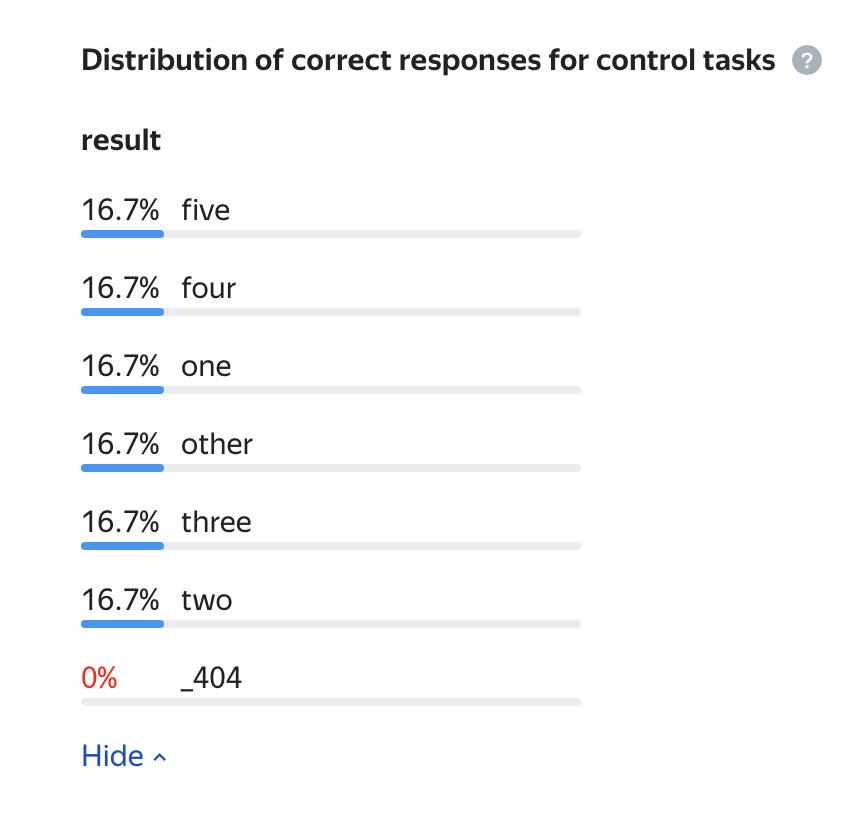 Distribution of correct responses for control tasks ?
result
16.7% five
16.7% four
16.7% one
16.7% other
16.7% three
16.7% two
0% _404
Hide